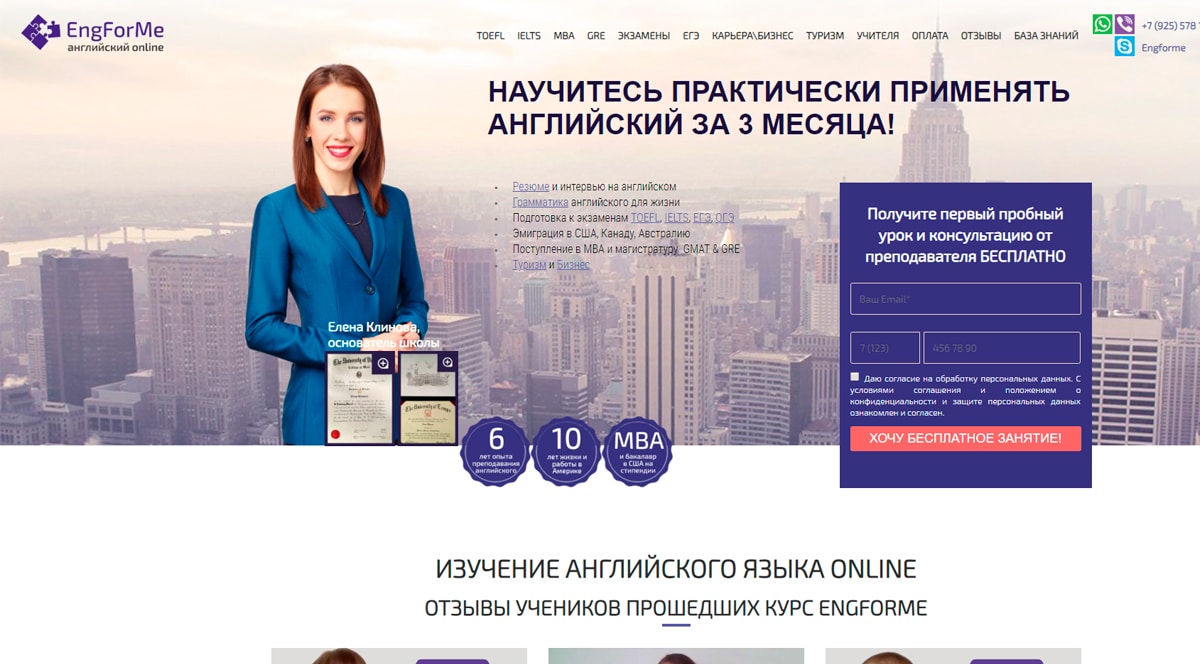 EngForMe
английский online
TOEFL IELTS MBA GRE ЭКЗАМЕНЫ ЕГЭ КАРЬЕРА\БИЗНЕС ТУРИЗМ УЧИТЕЛЯ ОПЛАТА ОТЗЫВЫ БАЗА ЗНАНИЙ
+7 (925) 578
Engforme
НАУЧИТЕСЬ ПРАКТИЧЕСКИ ПРИМЕНЯТЬ
АНГЛИЙСКИЙ ЗА 3 МЕСЯЦА!
Резюме и интервью на английском
Грамматика английского для жизни
Подготовка к экзаменам TOEFL, IELTS, ЕГЭ, ОГЭ
Эмиграция в США, Канаду, Австралию
Поступление в MBA и магистратуру GMAT & GRE
Туризм и Бизнес
Получите первый пробный
урок и консультацию от
преподавателя БЕСПЛАТНО
Ваш Email*
7 (123) 456 78 90
Даю согласие на обработку персональных данных. С
условиями соглашения и положением о
конфиденциальности и защите персональных данных
ознакомлен и согласен.
ХОЧУ БЕСПЛАТНОЕ ЗАНЯТИЕ!
Елена Клинова,
основатель школы
6
лет опыта
преподавания
английского
10
лет жизни и
работы в
Америке
MBA
и бакалавр
в США на
стипендии
ИЗУЧЕНИЕ АНГЛИЙСКОГО ЯЗЫКА ONLINE
ОТЗЫВЫ УЧЕНИКОВ ПРОШЕДШИХ КУРС ENGFORME